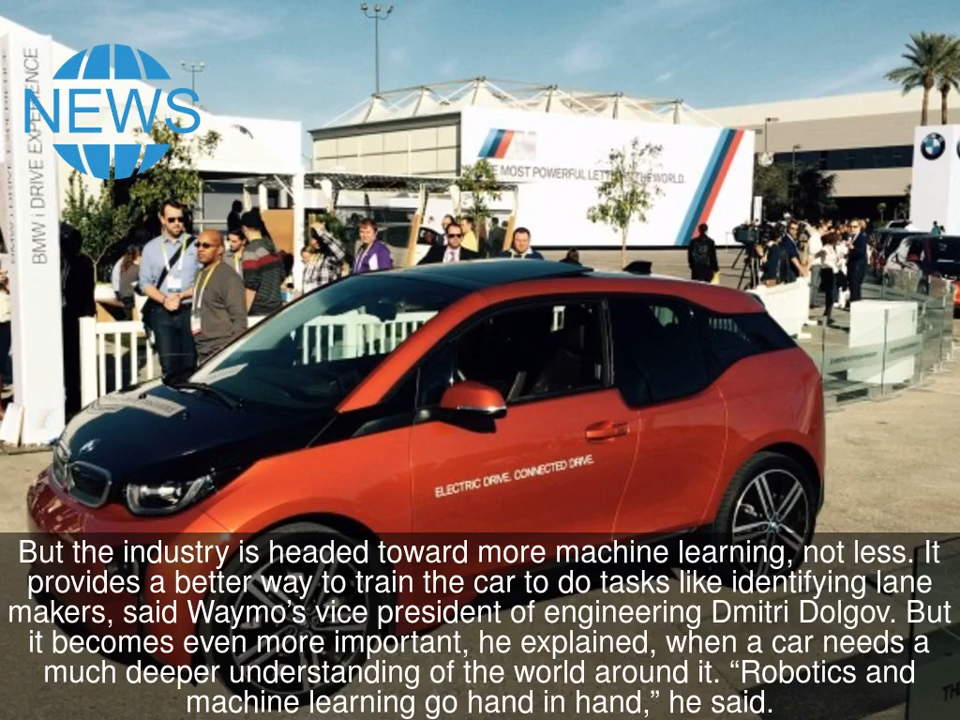 NEWS
BMW i DRIVE EXPERIENCE
MOST POWERFUL IN THE WORLD.
ELECTRIC DRIVE. CONNECTED DRIVE.
But the industry is headed toward more machine learning, not less. It
provides a better way to train the car to do tasks like identifying lane
makers, said Waymo’s vice president of engineering Dmitri Dolgov. But
it becomes even more important, he explained, when a car needs a
much deeper understanding of the world around it. “Robotics and
machine learning go hand in hand,” he said.